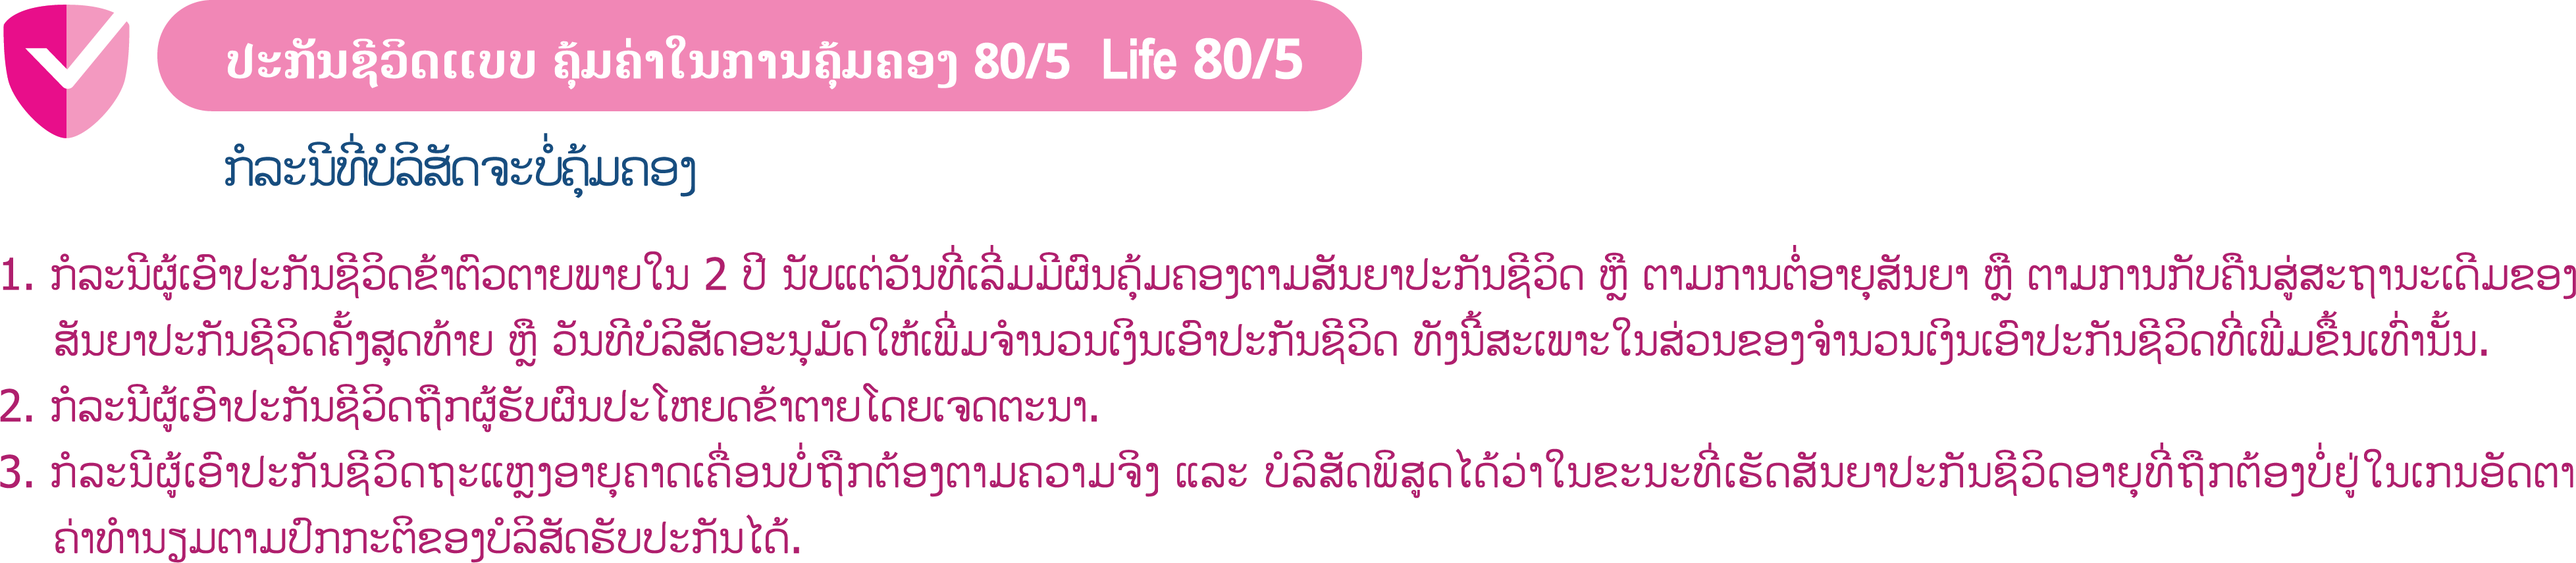 ປະກັນຊີວິດແບບ ຄຸ້ມຄ່າໃນການຄຸ້ມຄອງ 80/5 Life 80/5
ກໍລະນີທີ່ບໍລິສັດຈະບໍ່ຄຸ້ມຄອງ
1. ກໍລະນີຜູ້ເອົາປະກັນຊີວິດຂ້າຕົວຕາຍພາຍໃນ 2 ປີ ນັບແຕ່ວັນທີ່ເລີ່ມມີຜົນຄຸ້ມຄອງຕາມສັນຍາປະກັນຊີວິດ ຫຼື ຕາມການຕໍ່ອາຍຸສັນຍາ ຫຼື ຕາມການກັບຄືນສູ່ສະຖານະເດີມຂອງ
ສັນຍາປະກັນຊີວິດຄັ້ງສຸດທ້າຍ ຫຼື ວັນທີບໍລິສັດອະນຸມັດໃຫ້ເພີ່ມຈຳນວນເງິນເອົາປະກັນຊີວິດ ທັງນີ້ສະເພາະໃນສ່ວນຂອງຈຳນວນເງິນເອົາປະກັນຊີວິດທີ່ເພີ່ມຂື້ນເທົ່ານັ້ນ.
2. ກໍລະນີຜູ້ເອົາປະກັນຊີວິດຖືກຜູ້ຮັບຜົນປະໂຫຍດຂ້າຕາຍໂດຍເຈດຕະນາ.
3. ກໍລະນີຜູ້ເອົາປະກັນຊີວິດຖະແຫຼງອາຍຸຄາດເຄື່ອນບໍ່ຖືກຕ້ອງຕາມຄວາມຈິງ ແລະ ບໍລິສັດພິສູດໄດ້ວ່າໃນຂະນະທີ່ເຮັດສັນຍາປະກັນຊີວິດອາຍຸທີ່ຖືກຕ້ອງບໍ່ຢູ່ໃນເກນອັດຕາ
ຄ່າທຳນຽມຕາມປົກກະຕິຂອງບໍລິສັດຮັບປະກັນໄດ້.